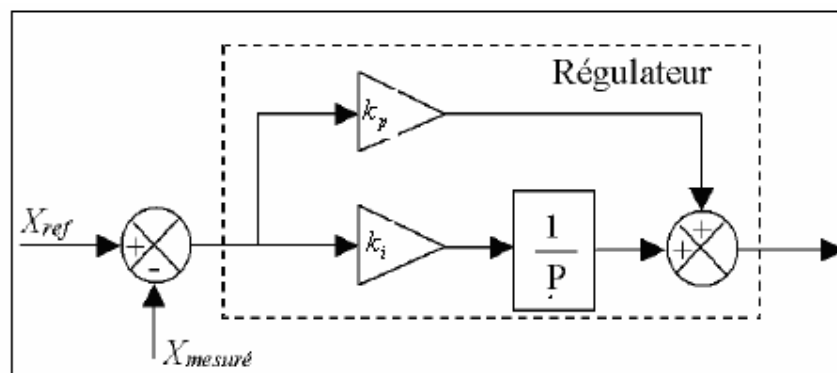 Régulateur
k_p
X_ref
+
-
k_i
1
P
+
+
X_mesuré